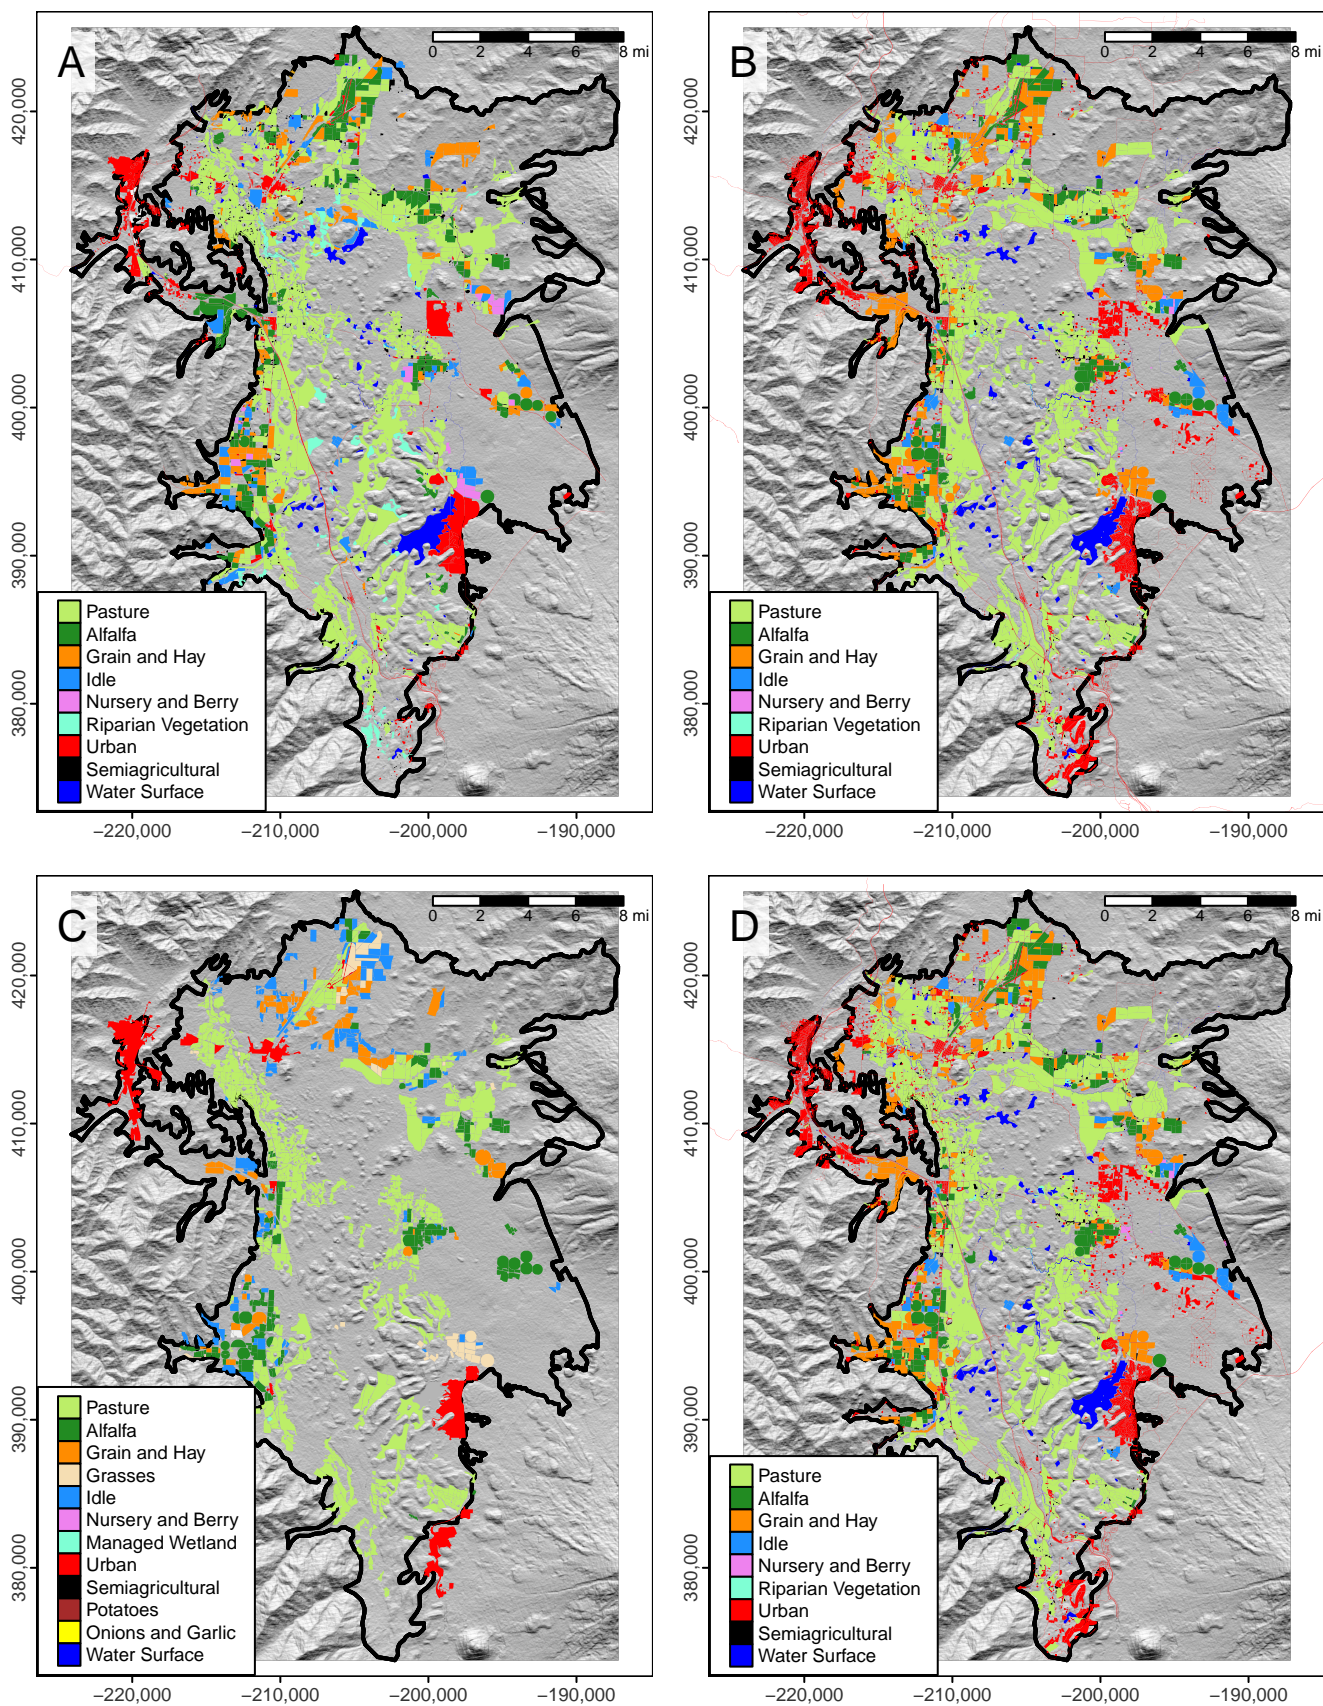 A
0 2 4 6 8 mi
420,000
410,000
400,000
390,000
380,000
Pasture
Alfalfa
Grain and Hay
Idle
Nursery and Berry
Riparian Vegetation
Urban
Semiagricultural
Water Surface
−220,000 −210,000 −200,000 −190,000
B
0 2 4 6 8 mi
420,000
410,000
400,000
390,000
380,000
Pasture
Alfalfa
Grain and Hay
Idle
Nursery and Berry
Riparian Vegetation
Urban
Semiagricultural
Water Surface
−220,000 −210,000 −200,000 −190,000
C
0 2 4 6 8 mi
420,000
410,000
400,000
390,000
380,000
Pasture
Alfalfa
Grain and Hay
Grasses
Idle
Nursery and Berry
Managed Wetland
Urban
Semiagricultural
Potatoes
Onions and Garlic
Water Surface
−220,000 −210,000 −200,000 −190,000
D
0 2 4 6 8 mi
420,000
410,000
400,000
390,000
380,000
Pasture
Alfalfa
Grain and Hay
Idle
Nursery and Berry
Riparian Vegetation
Urban
Semiagricultural
Water Surface
−220,000 −210,000 −200,000 −190,000